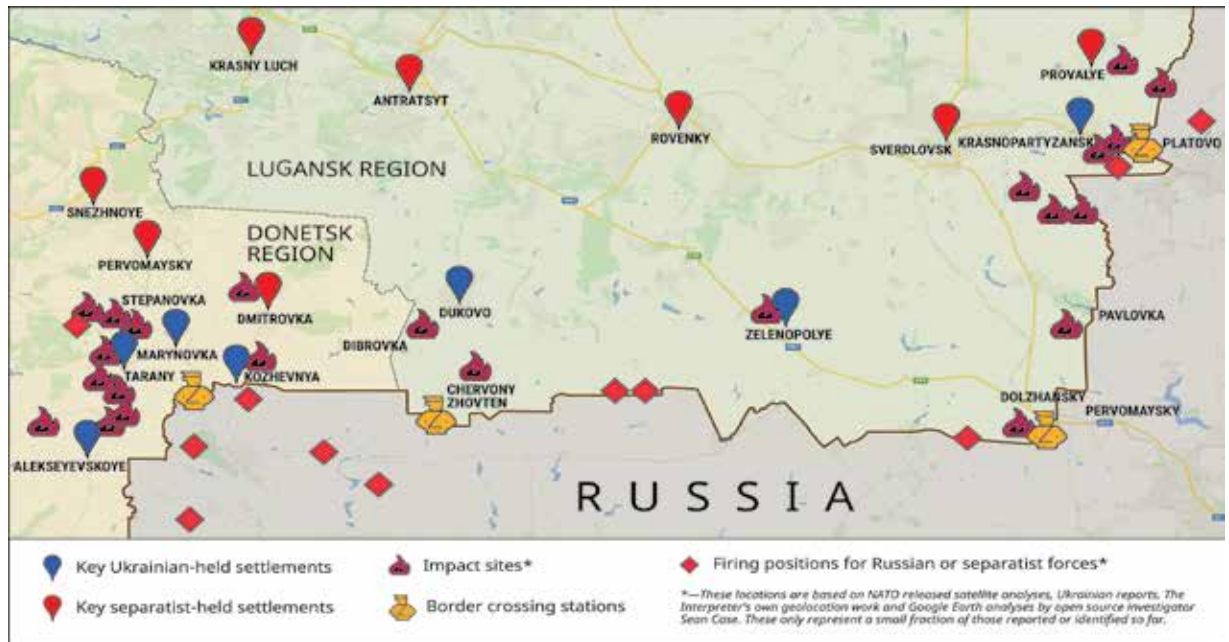 KRASNY LUCH
ANTRATSYT
PROVALYE
ROVENKY
SVERDLOVSK
KRASNOPARTYZANSK
PLATOVO
LUGANSK REGION
SNEZHNOYE
DONETSK
REGION
PERVOMAYSKY
STEPANOVKA
DMITROVKA
DUKOVO
ZELENOPOLYE
PAVLOVKA
MARYNOVKA
DIBROVKA
TARANY
KOZHEVNYA
CHERVONY
ZHOVTEN
DOLZHANSKY
PERVOMAYSKY
ALEKSEYEVSKOYE
RUSSIA
Key Ukrainian-held settlements
Impact sites*
Firing positions for Russian or separatist forces*
Key separatist-held settlements
Border crossing stations
*—These locations are based on NATO released satellite analyses, Ukrainian reports, The
Interpreter's own geolocation work and Google Earth analyses by open source investigator
Sean Case. These only represent a small fraction of those reported or identified so far.